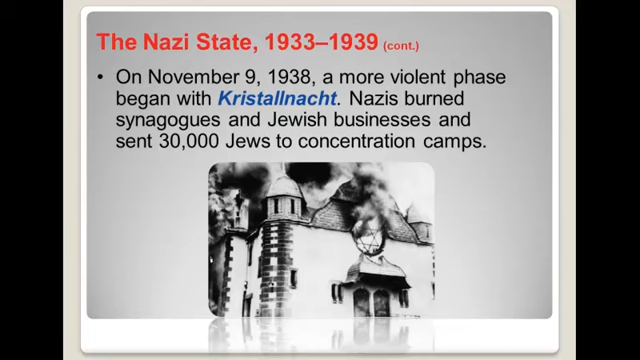 The Nazi State, 1933–1939 (cont.)
• On November 9, 1938, a more violent phase
began with Kristallnacht. Nazis burned
synagogues and Jewish businesses and
sent 30,000 Jews to concentration camps.